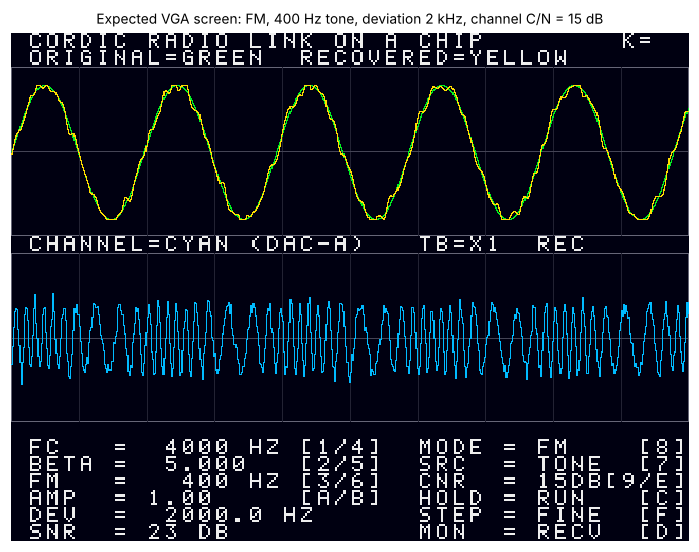 Expected VGA screen: FM, 400 Hz tone, deviation 2 kHz, channel C/N = 15 dB
CORDIC RADIO LINK ON A CHIP K=
ORIGINAL=GREEN RECOVERED=YELLOW
CHANNEL=CYAN (DAC-A) TB=X1 REC
FC = 4000 HZ [1/4] MODE = FM [8]
BETA = 5.000 [2/5] SRC = TONE [7]
FM = 400 HZ [3/6] CNR = 15DB[9/E]
AMP = 1.00 [A/B] HOLD = RUN [C]
DEV = 2000.0 HZ STEP = FINE [F]
SNR = 23 DB MON = RECV [D]